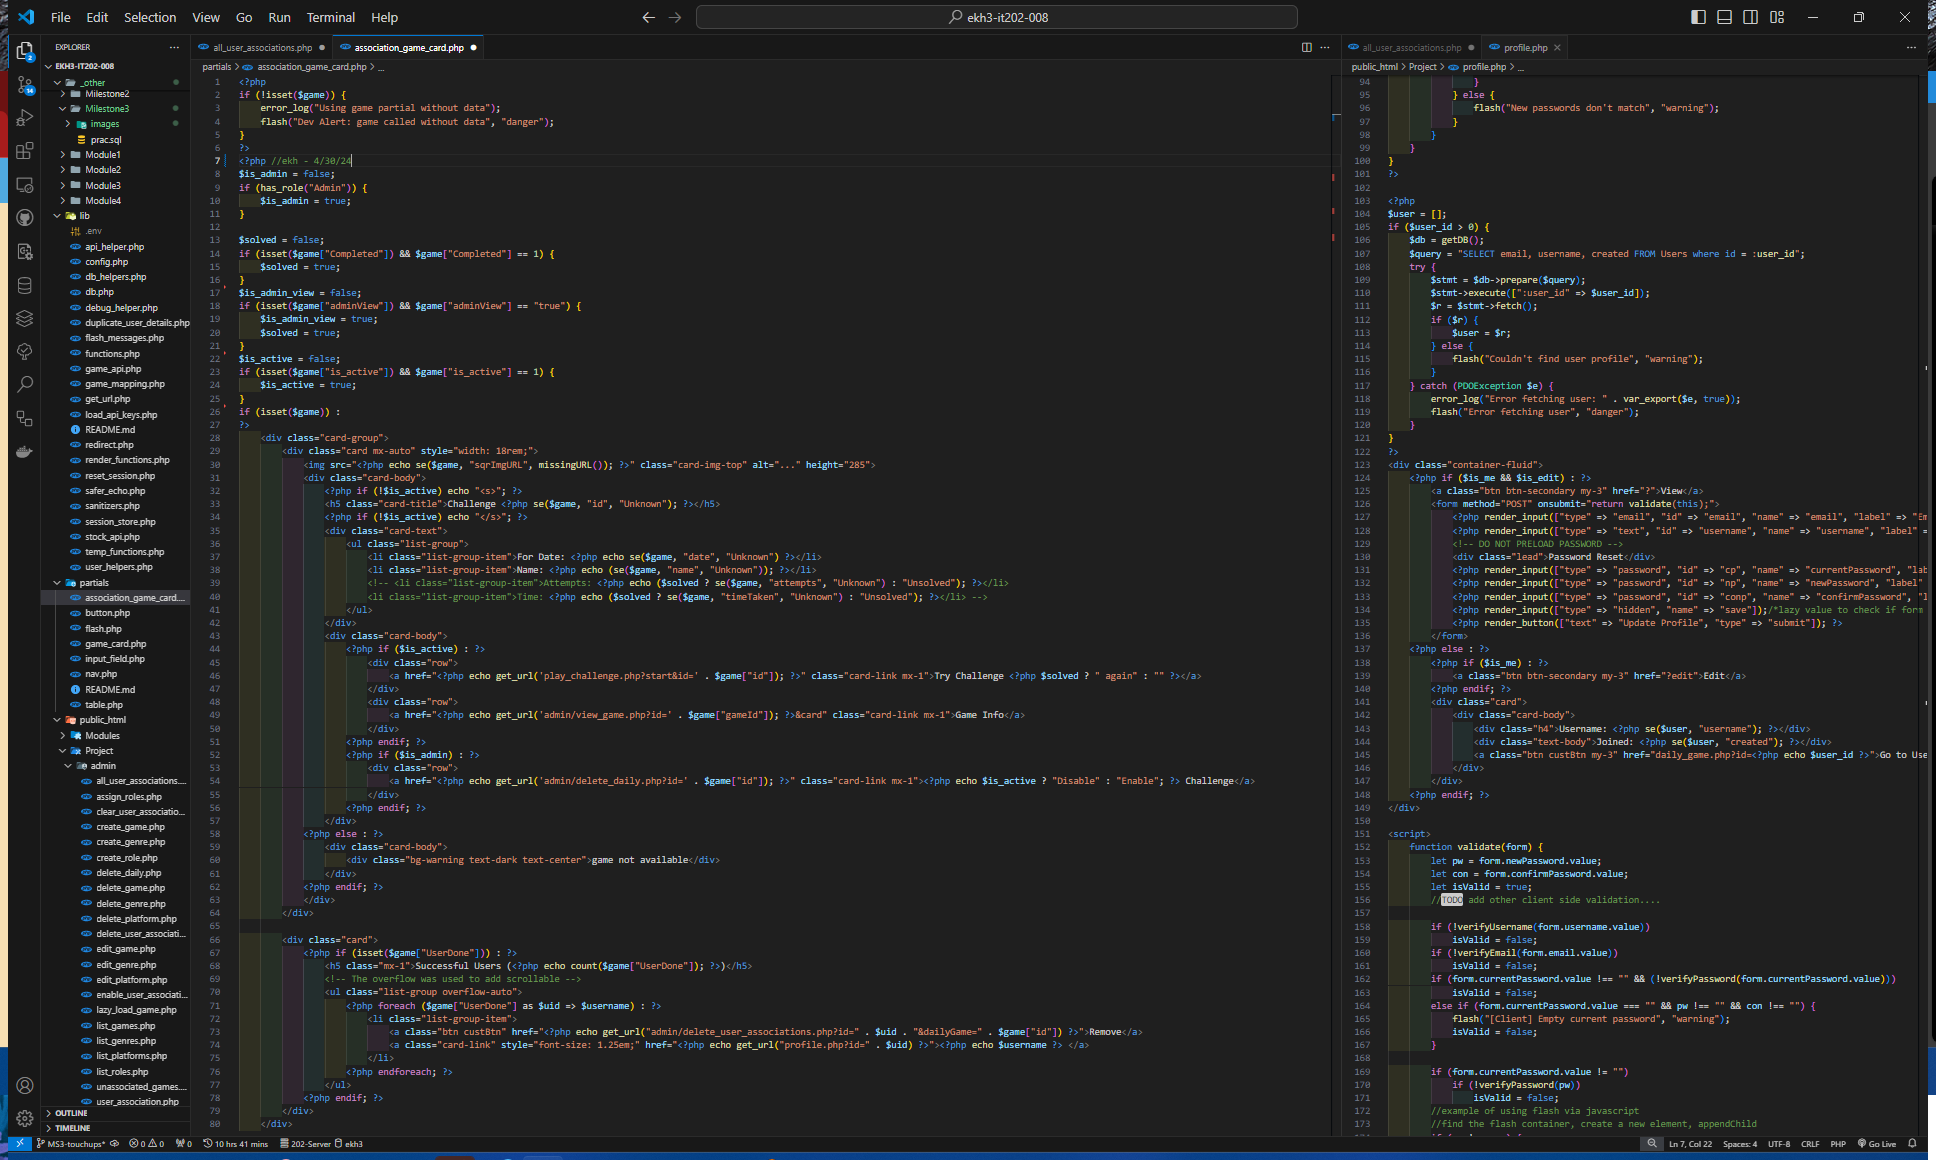 File Edit Selection View Go Run Terminal Help
ekh3-it202-008
EXPLORER
EKH3-IT202-008
_other
Milestone2
Milestone3
images
prac.sql
Module1
Module2
Module3
Module4
lib
.env
api_helper.php
config.php
db_helpers.php
db.php
debug_helper.php
duplicate_user_details.php
flash_messages.php
functions.php
game_api.php
game_mapping.php
get_url.php
load_api_keys.php
README.md
redirect.php
render_functions.php
reset_session.php
safer_echo.php
sanitizers.php
session_store.php
stock_api.php
temp_functions.php
user_helpers.php
partials
association_game_card....
button.php
flash.php
game_card.php
input_field.php
nav.php
README.md
table.php
public_html
Modules
Project
admin
all_user_associations....
assign_roles.php
clear_user_associatio...
create_game.php
create_genre.php
create_role.php
delete_daily.php
delete_game.php
delete_genre.php
delete_platform.php
delete_user_associati...
edit_game.php
edit_genre.php
edit_platform.php
enable_user_associati...
lazy_load_game.php
list_games.php
list_genres.php
list_platforms.php
list_roles.php
unassociated_games....
user_association.php
OUTLINE
TIMELINE
all_user_associations.php association_game_card.php
partials > association_game_card.php > ...
1 <?php
2 if (!isset($game)) {
3 error_log("Using game partial without data");
4 flash("Dev Alert: game called without data", "danger");
5 }
6 ?>
7 <?php //ekh - 4/30/24
8 $is_admin = false;
9 if (has_role("Admin")) {
10 $is_admin = true;
11 }
12
13 $solved = false;
14 if (isset($game["Completed"]) && $game["Completed"] == 1) {
15 $solved = true;
16 }
17 $is_admin_view = false;
18 if (isset($game["adminView"]) && $game["adminView"] == "true") {
19 $is_admin_view = true;
20 $solved = true;
21 }
22 $is_active = false;
23 if (isset($game["is_active"]) && $game["is_active"] == 1) {
24 $is_active = true;
25 }
26 if (isset($game)) :
27 ?>
28 <div class="card-group">
29 <div class="card mx-auto" style="width: 18rem;">
30 <img src="<?php echo se($game, "sqrImgURL", missingURL()); ?>" class="card-img-top" alt="..." height="285">
31 <div class="card-body">
32 <?php if (!$is_active) echo "<s>"; ?>
33 <h5 class="card-title">Challenge <?php se($game, "id", "Unknown"); ?></h5>
34 <?php if (!$is_active) echo "</s>"; ?>
35 <div class="card-text">
36 <ul class="list-group">
37 <li class="list-group-item">For Date: <?php echo se($game, "date", "Unknown") ?></li>
38 <li class="list-group-item">Name: <?php echo (se($game, "name", "Unknown")); ?></li>
39 <!-- <li class="list-group-item">Attempts: <?php echo ($solved ? se($game, "attempts", "Unknown") : "Unsolved"); ?></li>
40 <li class="list-group-item">Time: <?php echo ($solved ? se($game, "timeTaken", "Unknown") : "Unsolved"); ?></li> -->
41 </ul>
42 </div>
43 <div class="card-body">
44 <?php if ($is_active) : ?>
45 <div class="row">
46 <a href="<?php echo get_url('play_challenge.php?start&id=' . $game["id"]); ?>" class="card-link mx-1">Try Challenge <?php $solved ? " again" : "" ?></a>
47 </div>
48 <div class="row">
49 <a href="<?php echo get_url('admin/view_game.php?id=' . $game["gameId"]); ?>&card" class="card-link mx-1">Game Info</a>
50 </div>
51 <?php endif; ?>
52 <?php if ($is_admin) : ?>
53 <div class="row">
54 <a href="<?php echo get_url('admin/delete_daily.php?id=' . $game["id"]); ?>" class="card-link mx-1"><?php echo $is_active ? "Disable" : "Enable"; ?> Challenge</a>
55 </div>
56 <?php endif; ?>
57 </div>
58 <?php else : ?>
59 <div class="card-body">
60 <div class="bg-warning text-dark text-center">game not available</div>
61 </div>
62 <?php endif; ?>
63 </div>
64 </div>
65
66 <div class="card">
67 <?php if (isset($game["UserDone"])) : ?>
68 <h5 class="mx-1">Successful Users (<?php echo count($game["UserDone"]); ?>)</h5>
69 <!-- The overflow was used to add scrollable -->
70 <ul class="list-group overflow-auto">
71 <?php foreach ($game["UserDone"] as $uid => $username) : ?>
72 <li class="list-group-item">
73 <a class="btn custBtn" href="<?php echo get_url("admin/delete_user_associations.php?id=" . $uid . "&dailyGame=" . $game["id"]) ?>">Remove</a>
74 <a class="card-link" style="font-size: 1.25em;" href="<?php echo get_url("profile.php?id=" . $uid) ?>"><?php echo $username ?> </a>
75 </li>
76 <?php endforeach; ?>
77 </ul>
78 <?php endif; ?>
79 </div>
80 </div>
all_user_associations.php profile.php
public_html > Project > profile.php > ...
94 }
95 } else {
96 flash("New passwords don't match", "warning");
97 }
98 }
99 }
100 }
101 ?>
102
103 <?php
104 $user = [];
105 if ($user_id > 0) {
106 $db = getDB();
107 $query = "SELECT email, username, created FROM Users where id = :user_id";
108 try {
109 $stmt = $db->prepare($query);
110 $stmt->execute([":user_id" => $user_id]);
111 $r = $stmt->fetch();
112 if ($r) {
113 $user = $r;
114 } else {
115 flash("Couldn't find user profile", "warning");
116 }
117 } catch (PDOException $e) {
118 error_log("Error fetching user: " . var_export($e, true));
119 flash("Error fetching user", "danger");
120 }
121 }
122 ?>
123 <div class="container-fluid">
124 <?php if ($is_me && $is_edit) : ?>
125 <a class="btn btn-secondary my-3" href="?">View</a>
126 <form method="POST" onsubmit="return validate(this);">
127 <?php render_input(["type" => "email", "id" => "email", "name" => "email", "label" => "Em
128 <?php render_input(["type" => "text", "id" => "username", "name" => "username", "label" =
129 <!-- DO NOT PRELOAD PASSWORD -->
130 <div class="lead">Password Reset</div>
131 <?php render_input(["type" => "password", "id" => "cp", "name" => "currentPassword", "lab
132 <?php render_input(["type" => "password", "id" => "np", "name" => "newPassword", "label"
133 <?php render_input(["type" => "password", "id" => "conp", "name" => "confirmPassword", "l
134 <?php render_input(["type" => "hidden", "name" => "save"]);/*lazy value to check if form
135 <?php render_button(["text" => "Update Profile", "type" => "submit"]); ?>
136 </form>
137 <?php else : ?>
138 <?php if ($is_me) : ?>
139 <a class="btn btn-secondary my-3" href="?edit">Edit</a>
140 <?php endif; ?>
141 <div class="card">
142 <div class="card-body">
143 <div class="h4">Username: <?php se($user, "username"); ?></div>
144 <div class="text-body">Joined: <?php se($user, "created"); ?></div>
145 <a class="btn custBtn my-3" href="daily_game.php?id=<?php echo $user_id ?>">Go to Use
146 </div>
147 </div>
148 <?php endif; ?>
149 </div>
150
151 <script>
152 function validate(form) {
153 let pw = form.newPassword.value;
154 let con = form.confirmPassword.value;
155 let isValid = true;
156 //TODO add other client side validation....
157
158 if (!verifyUsername(form.username.value))
159 isValid = false;
160 if (!verifyEmail(form.email.value))
161 isValid = false;
162 if (form.currentPassword.value !== "" && (!verifyPassword(form.currentPassword.value)))
163 isValid = false;
164 else if (form.currentPassword.value === "" && pw !== "" && con !== "") {
165 flash("[Client] Empty current password", "warning");
166 isValid = false;
167 }
168
169 if (form.currentPassword.value != "")
170 if (!verifyPassword(pw))
171 isValid = false;
172 //example of using flash via javascript
173 //find the flash container, create a new element, appendChild
MS3-touchups* 0 0 0 10 hrs 41 mins 202-Server ekh3 Ln 7, Col 22 Spaces: 4 UTF-8 CRLF PHP Go Live